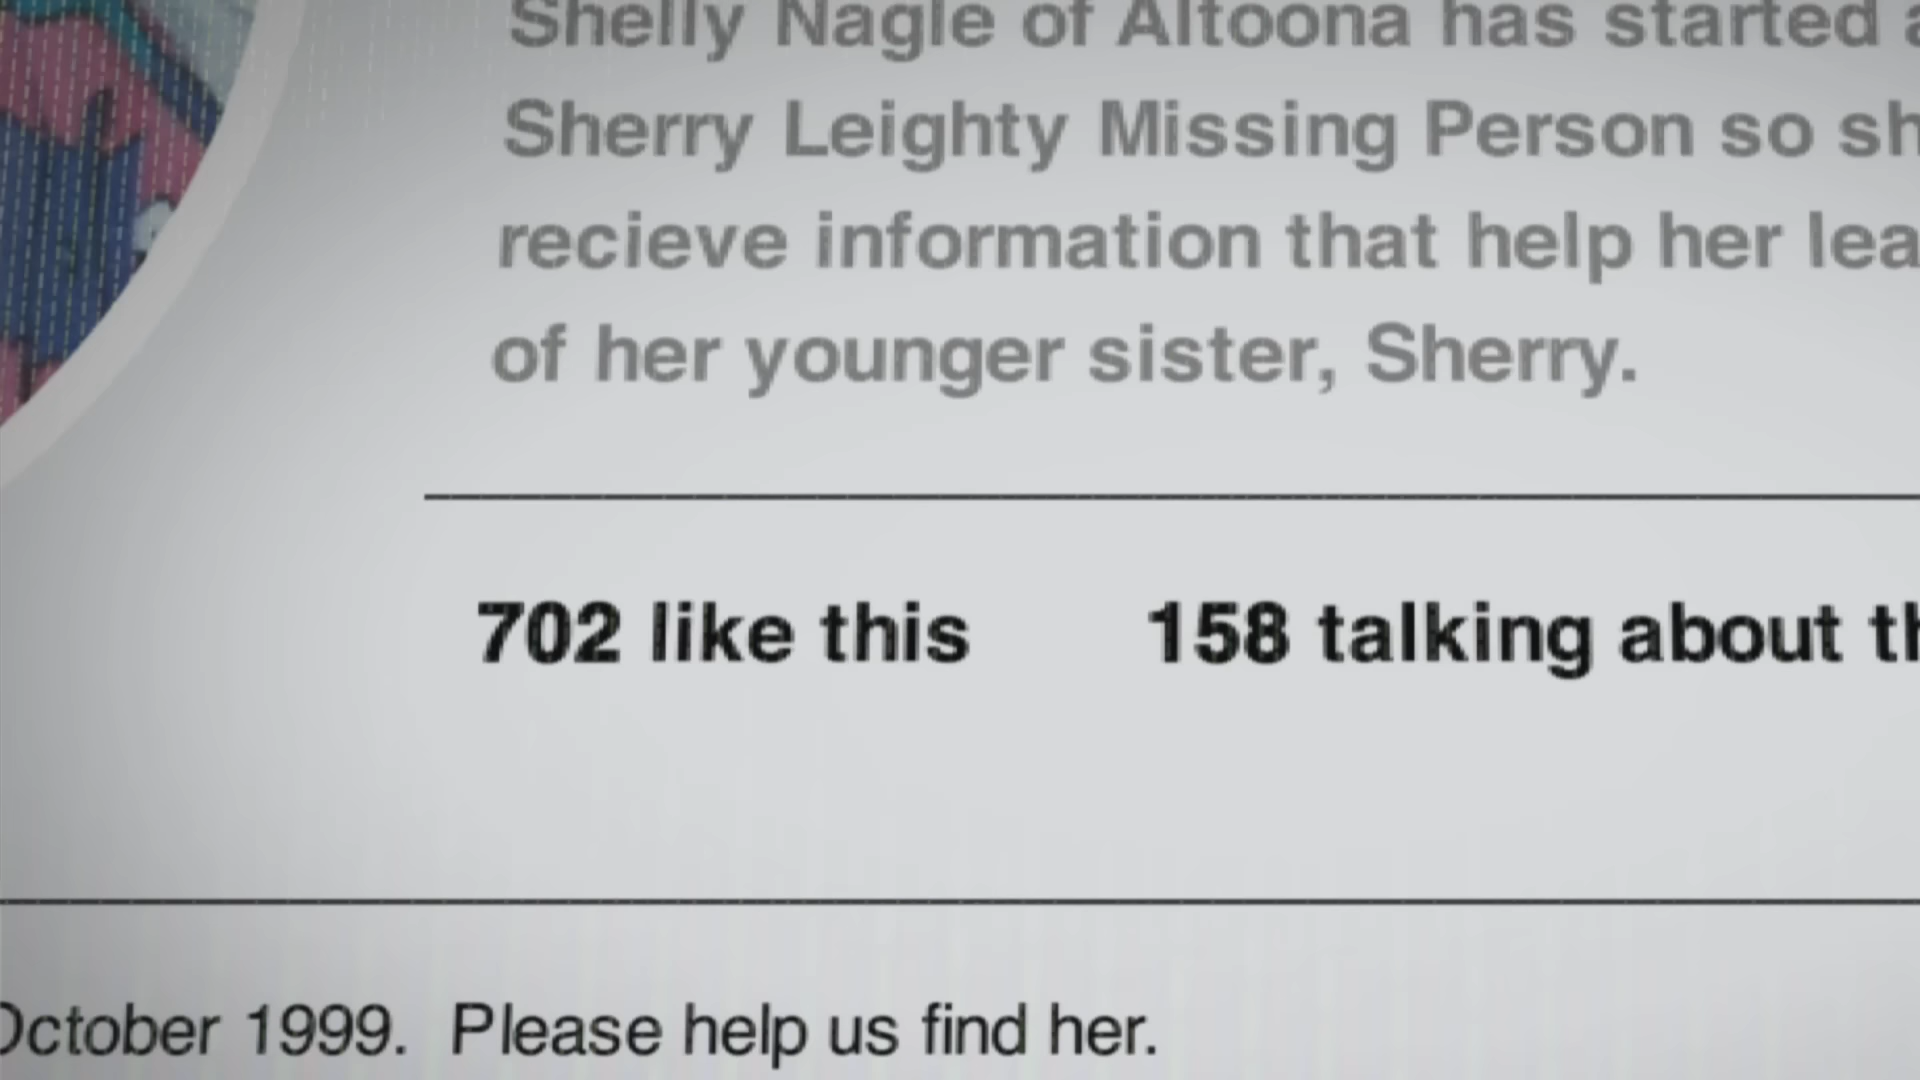 Shelly Nagle of Altoona has started a
Sherry Leighty Missing Person so sh
recieve information that help her lea
of her younger sister, Sherry.
702 like this 158 talking about th
October 1999. Please help us find her.